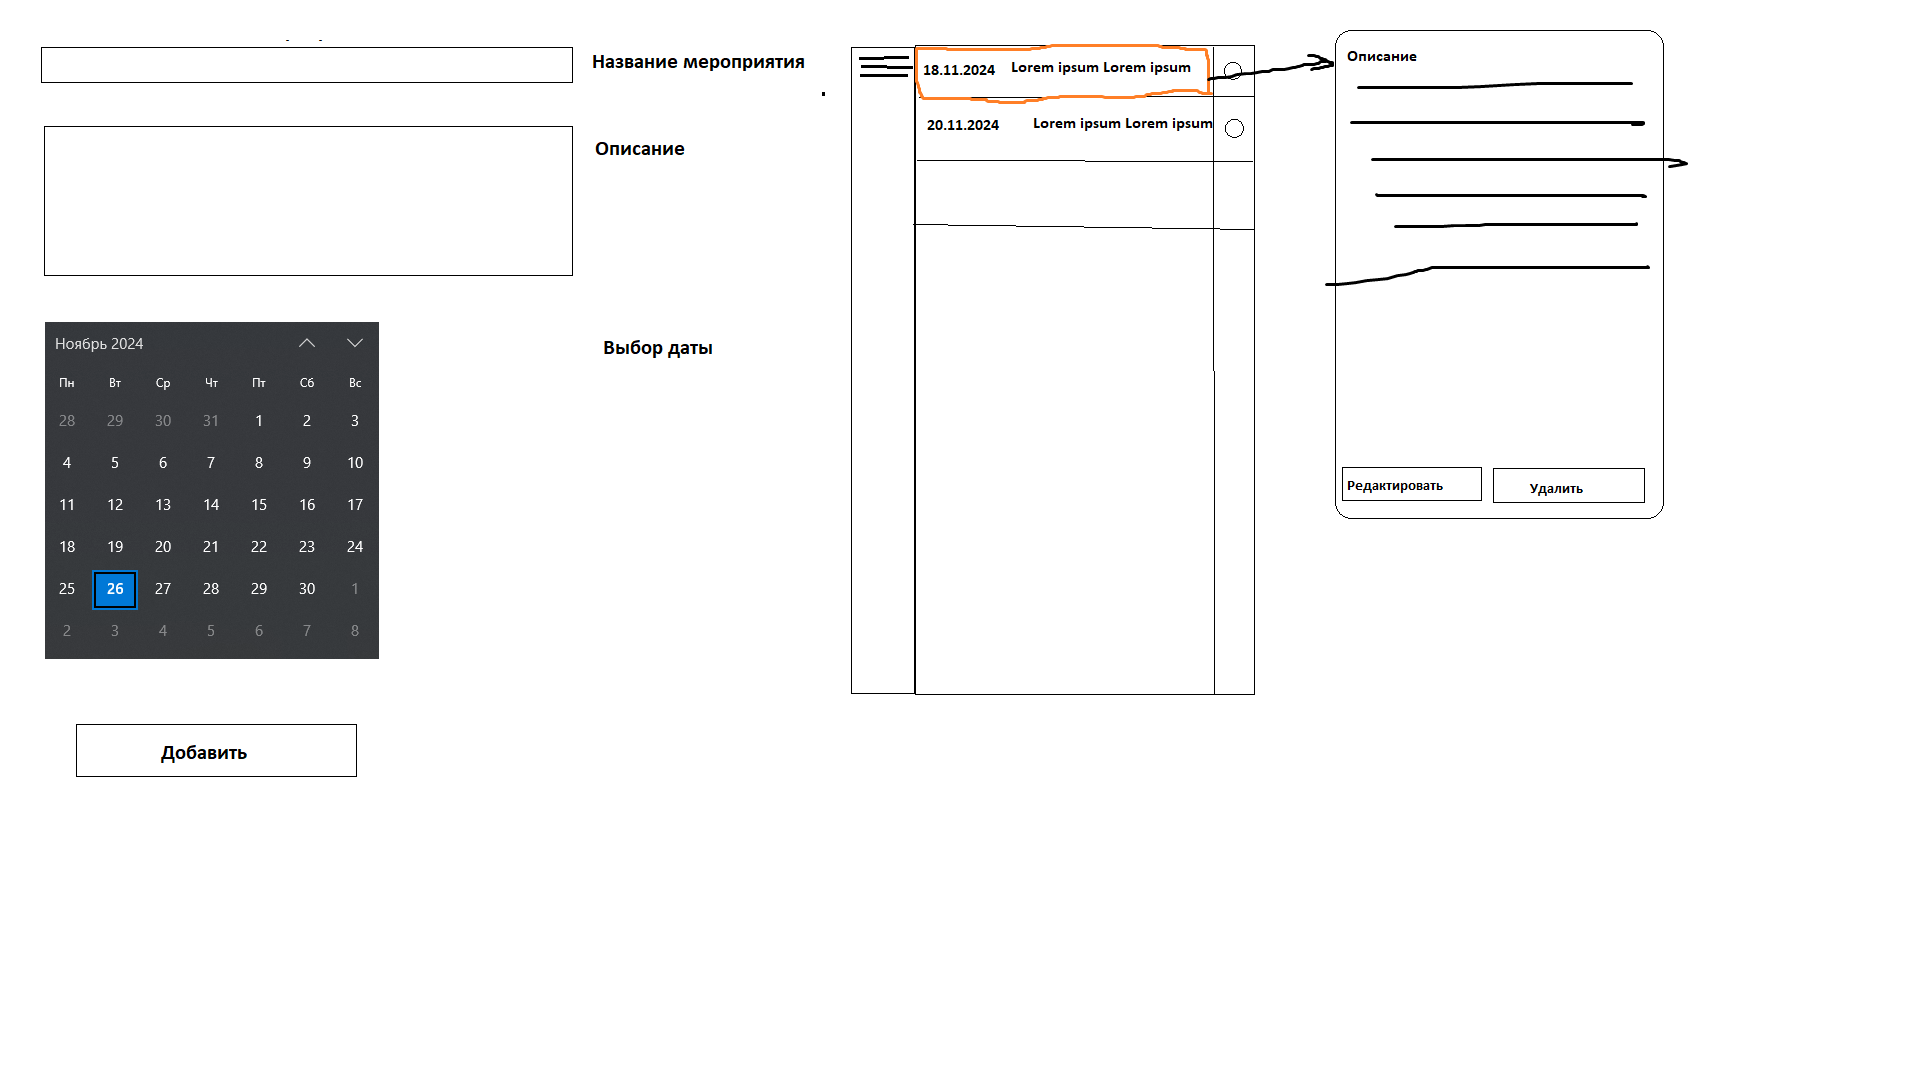 Название мероприятия
Описание
Выбор даты
Ноябрь 2024
Пн Вт Ср Чт Пт Сб Вс
28 29 30 31 1 2 3
4 5 6 7 8 9 10
11 12 13 14 15 16 17
18 19 20 21 22 23 24
25 26 27 28 29 30 1
2 3 4 5 6 7 8
Добавить
18.11.2024 Lorem ipsum Lorem ipsum
20.11.2024 Lorem ipsum Lorem ipsum
Описание
Редактировать
Удалить